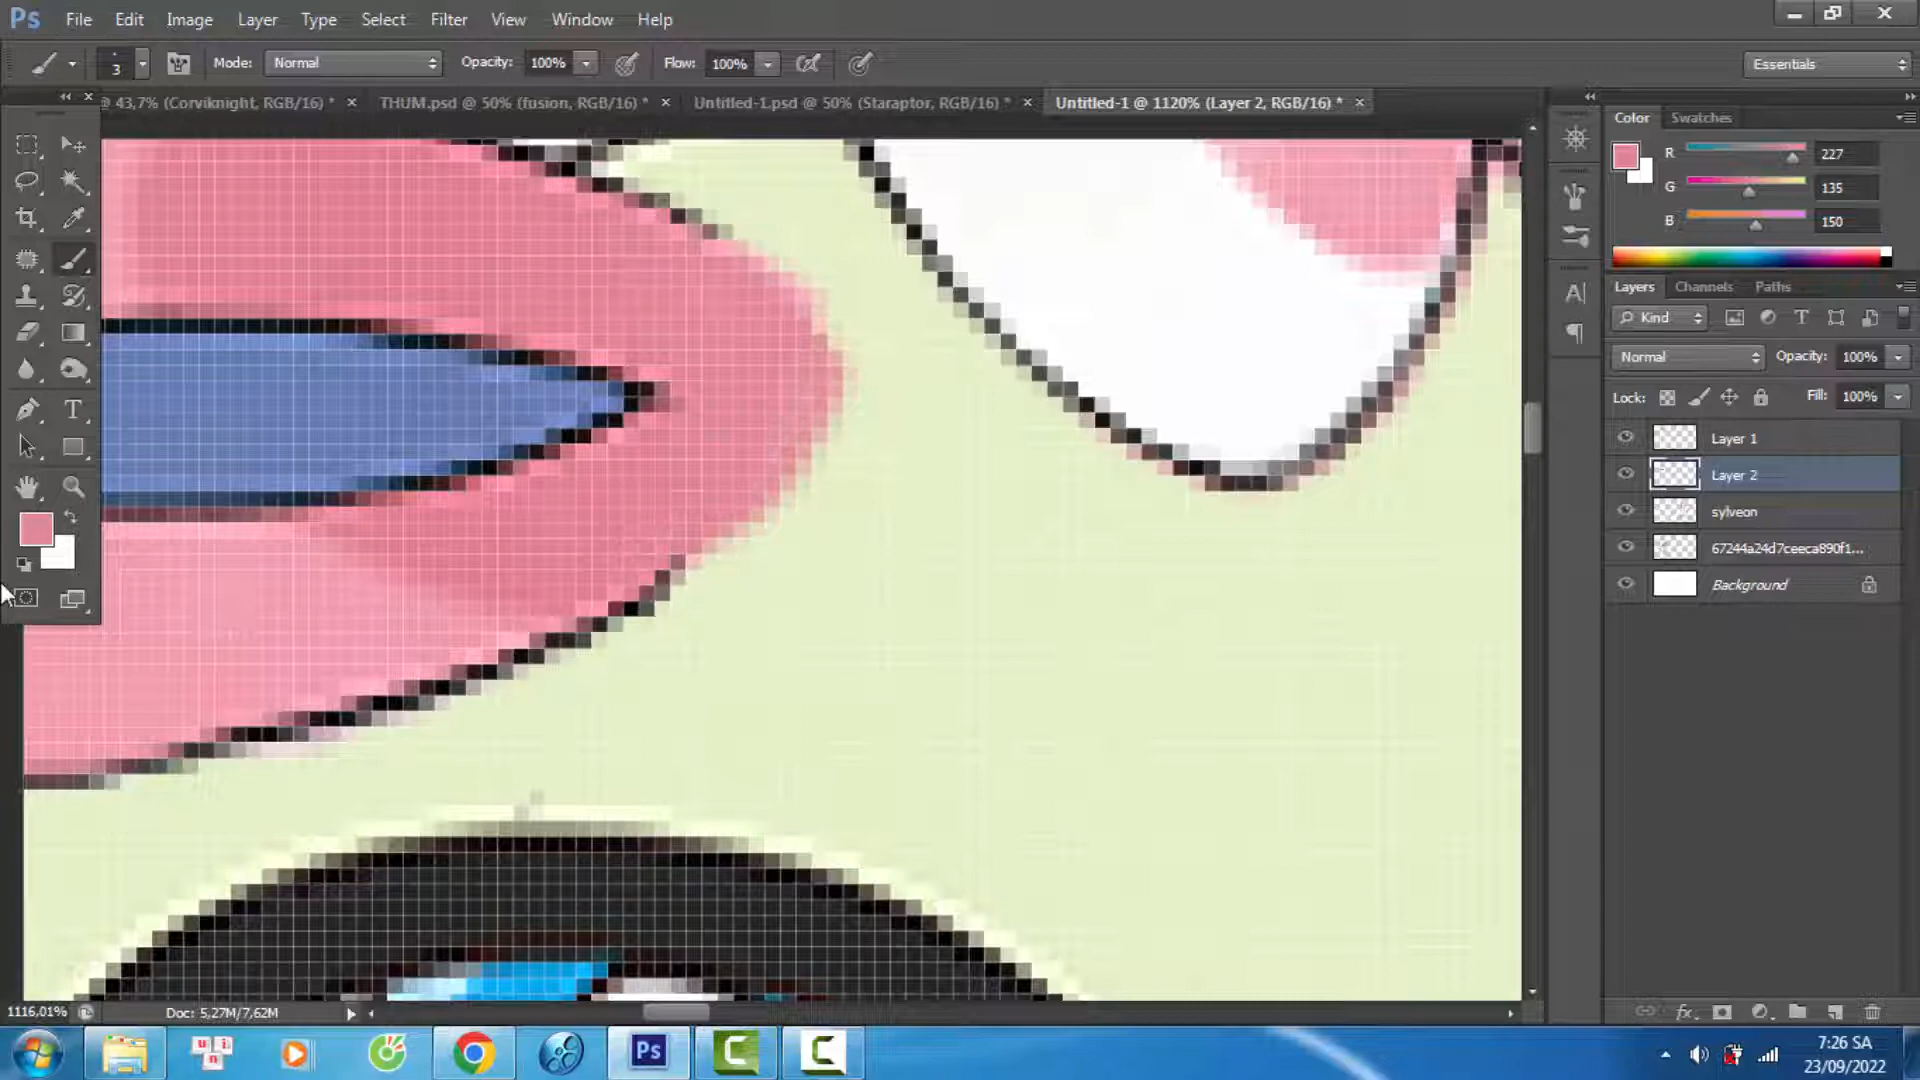 Ps File Edit Image Layer Type Select Filter View Window Help
3 Mode: Normal Opacity: 100% Flow: 100% Essentials
@ 43,7% (Corviknight, RGB/16) * × THUM.psd @ 50% (fusion, RGB/16) * × Untitled-1.psd @ 50% (Staraptor, RGB/16) * × Untitled-1 @ 1120% (Layer 2, RGB/16) * ×
Color Swatches
R 227
G 135
B 150
Layers Channels Paths
Kind
Normal Opacity: 100%
Lock: Fill: 100%
Layer 1
Layer 2
sylveon
67244a24d7ceeca890f1...
Background
1116,01% Doc: 5,27M/7,62M
Ps
7:26 SA
23/09/2022